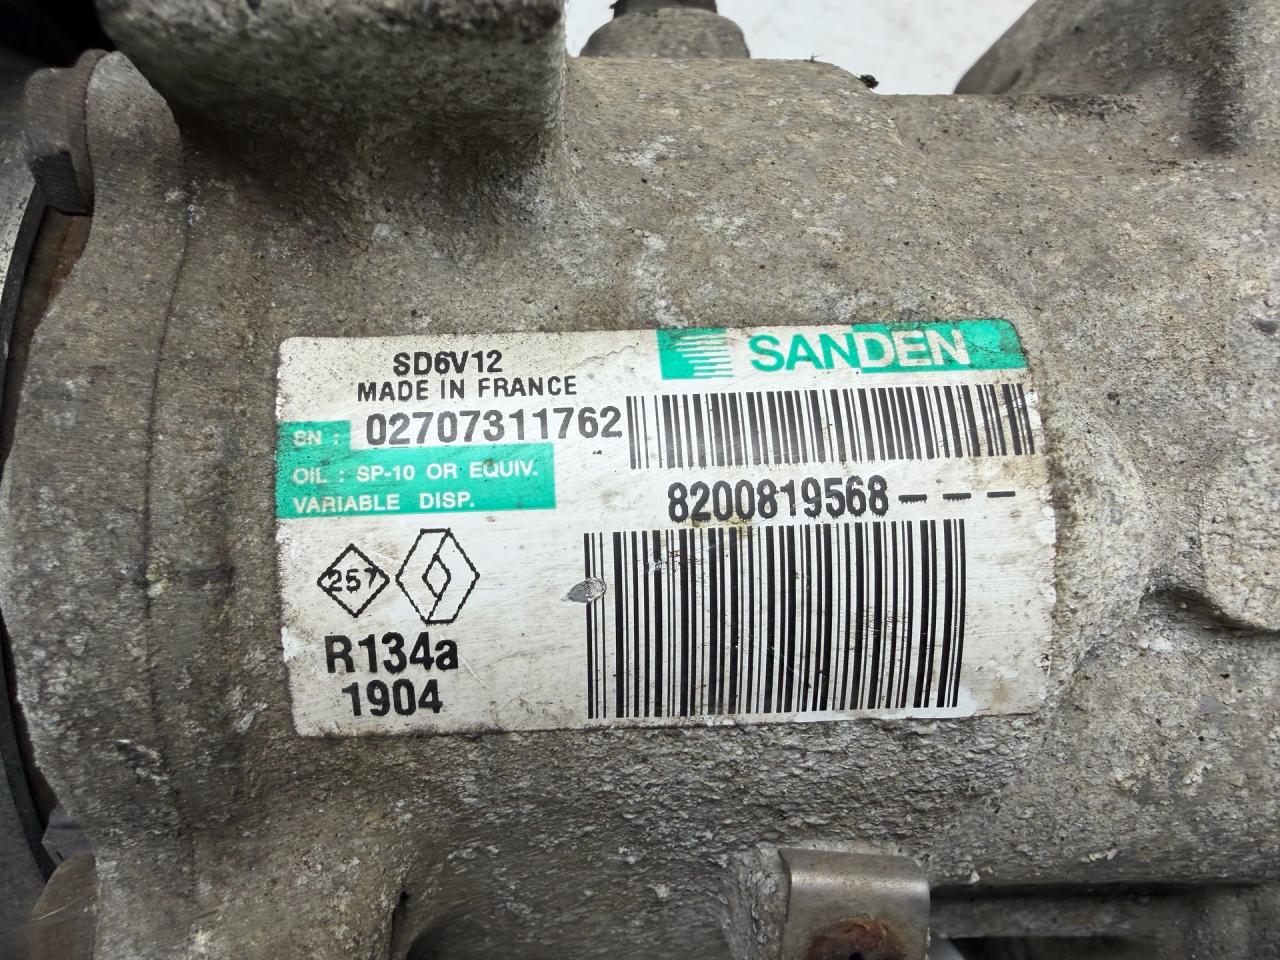 SANDEN
SD6V12
MADE IN FRANCE
SN : 02707311762
OIL : SP-10 OR EQUIV.
VARIABLE DISP.
8200819568---
257
R134a
1904